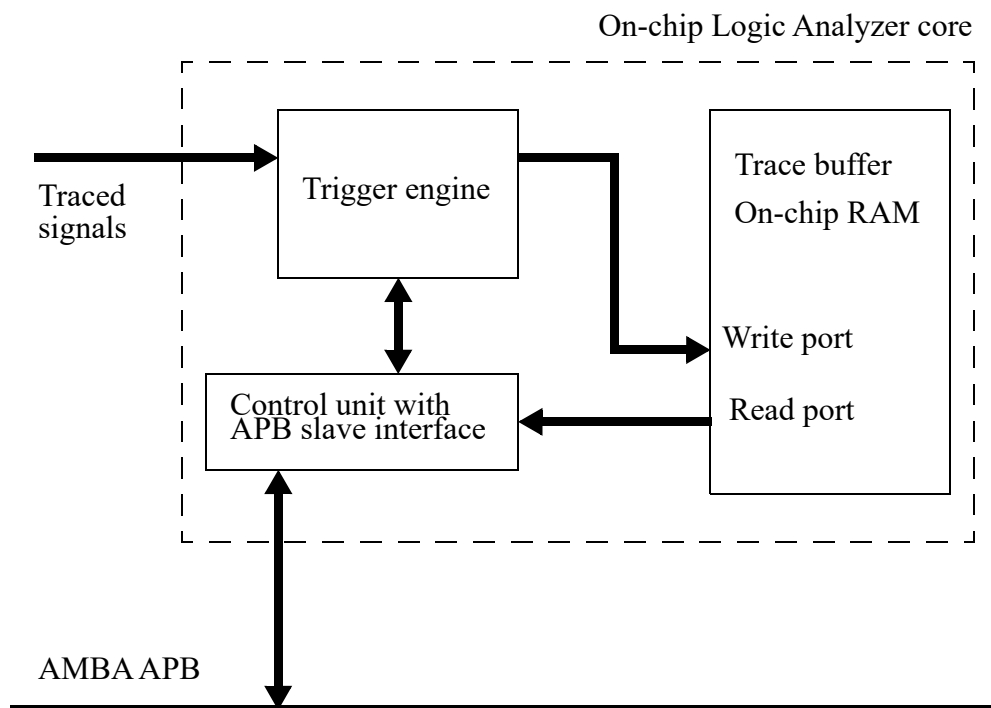 On-chip Logic Analyzer core
Traced
signals
Trigger engine
Trace buffer
On-chip RAM
Write port
Read port
Control unit with
APB slave interface
AMBA APB